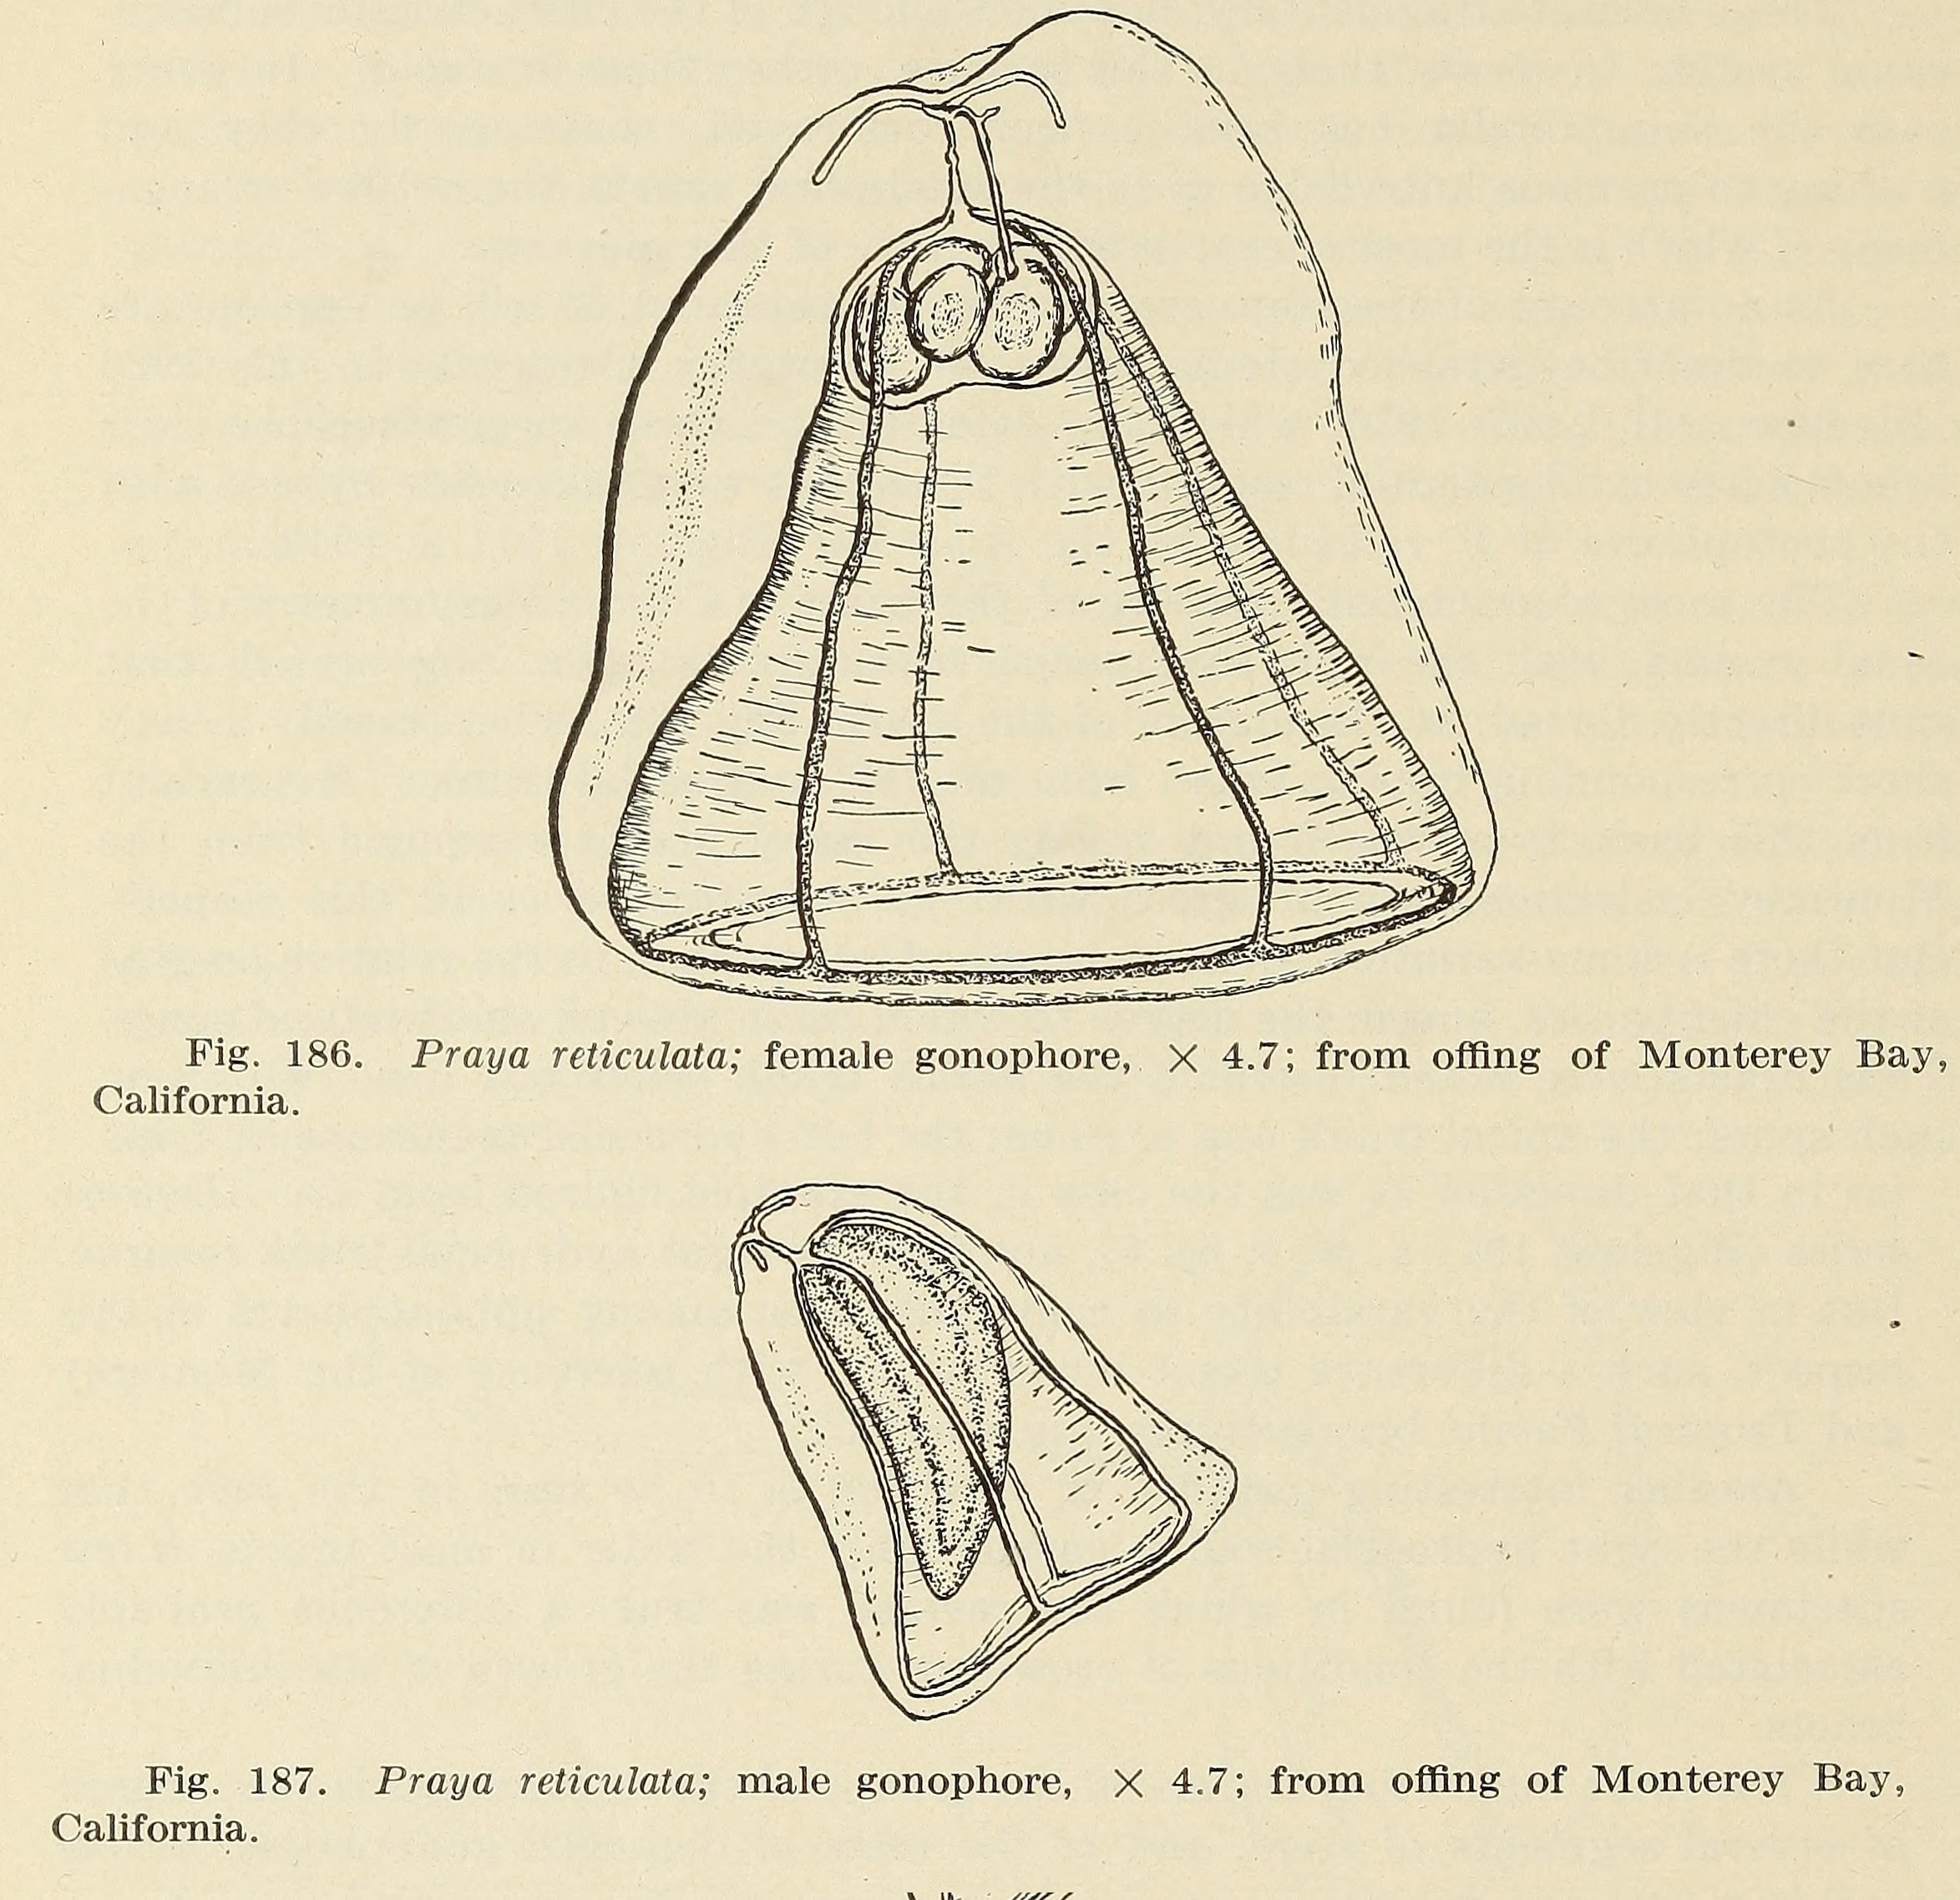 Fig. 186. Praya reticulata; female gonophore, × 4.7; from offing of Monterey Bay,
California.
Fig. 187. Praya reticulata; male gonophore, × 4.7; from offing of Monterey Bay,
California.